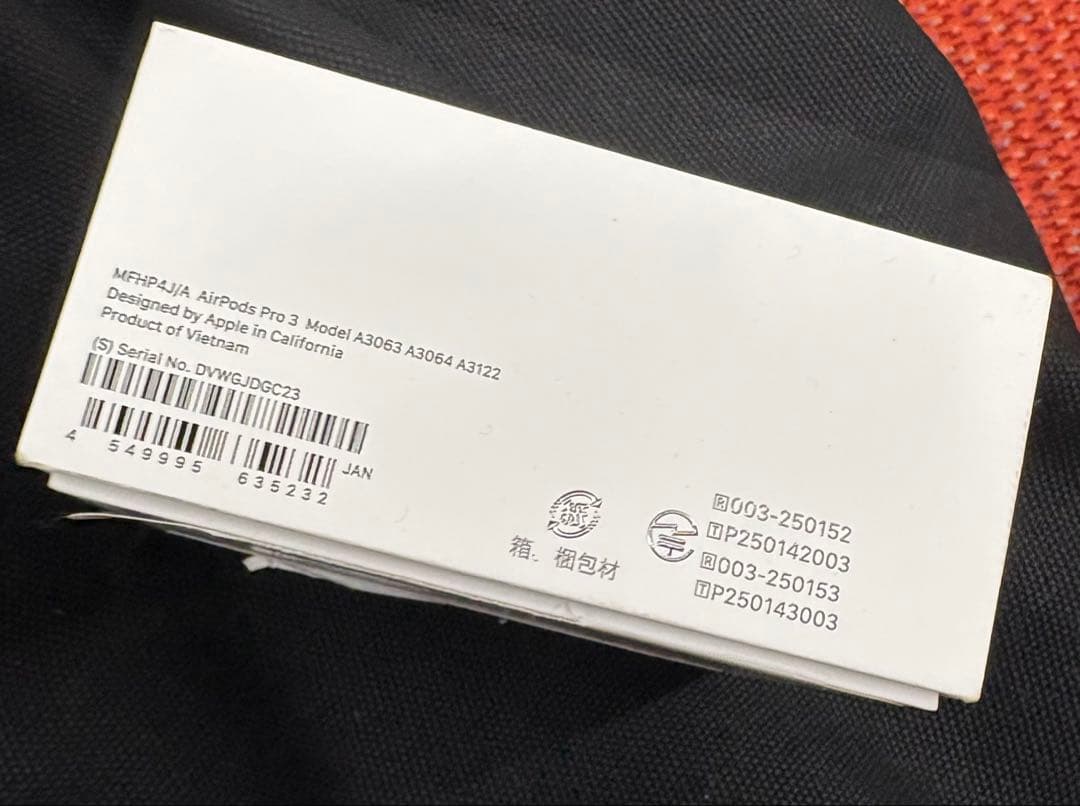 MFHP4J/A AirPods Pro 3 Model A3063 A3064 A3122
Designed by Apple in California
Product of Vietnam
(S) Serial No. DVWGJDGC23
JAN
4 549995 635232
紙
箱、梱包材
R003-250152
TP250142003
R003-250153
TP250143003